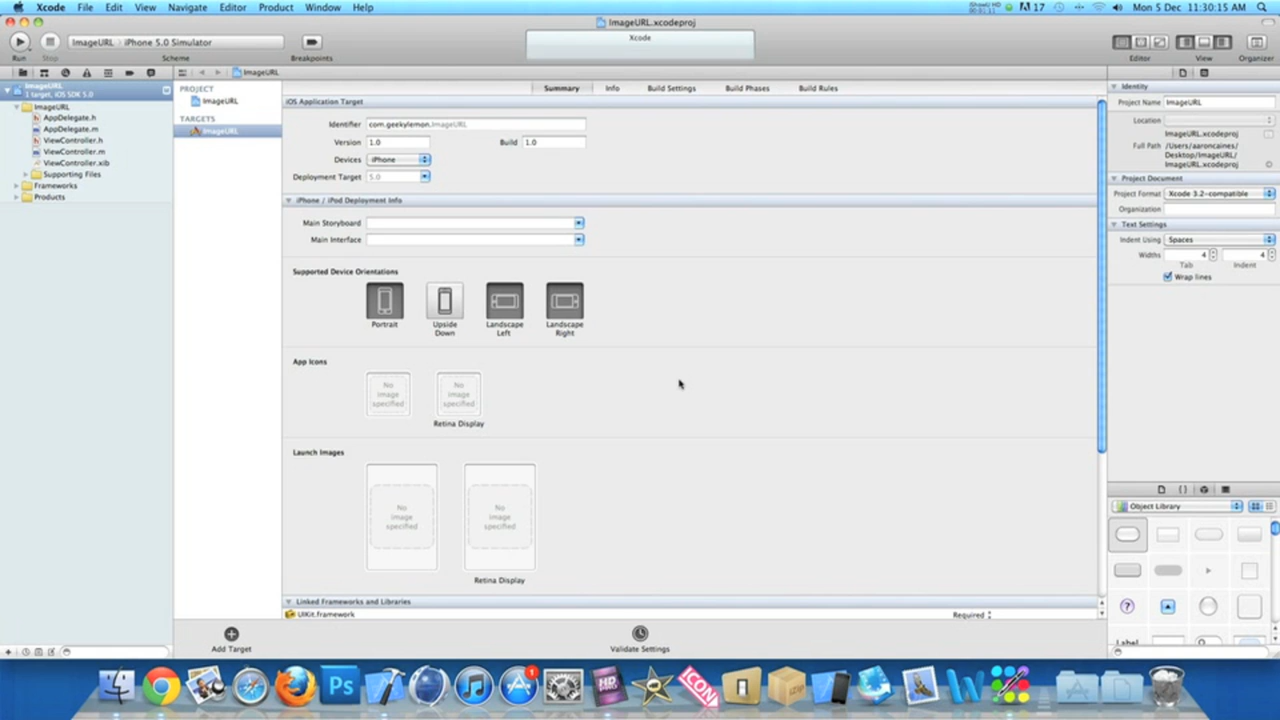 Xcode File Edit View Navigate Editor Product Window Help
17 Mon 5 Dec 11:30:15 AM
ImageURL.xcodeproj
ImageURL › iPhone 5.0 Simulator
Xcode
Run Stop Scheme Breakpoints Editor View Organizer
ImageURL
1 target, iOS SDK 5.0
M
ImageURL
AppDelegate.h
AppDelegate.m
ViewController.h
ViewController.m
ViewController.xib
Supporting Files
Frameworks
Products
ImageURL
PROJECT
ImageURL
TARGETS
ImageURL
Summary Info Build Settings Build Phases Build Rules
iOS Application Target
Identifier com.geekylemon.ImageURL
Version 1.0 Build 1.0
Devices iPhone
Deployment Target 5.0
iPhone / iPod Deployment Info
Main Storyboard
Main Interface
Supported Device Orientations
Portrait
Upside Down
Landscape Left
Landscape Right
App Icons
No image specified
No image specified
Retina Display
Launch Images
No image specified
No image specified
Retina Display
Linked Frameworks and Libraries
UIKit.framework Required
Add Target Validate Settings
Identity
Project Name ImageURL
Location
ImageURL.xcodeproj
Full Path /Users/aaroncaines/
Desktop/ImageURL/
ImageURL.xcodeproj
Project Document
Project Format Xcode 3.2-compatible
Organization
Text Settings
Indent Using Spaces
Widths 4 4
Tab Indent
Wrap lines
{ }
Object Library
?
Label
Ps
1
HD
PRO
ICON
ZIP
W